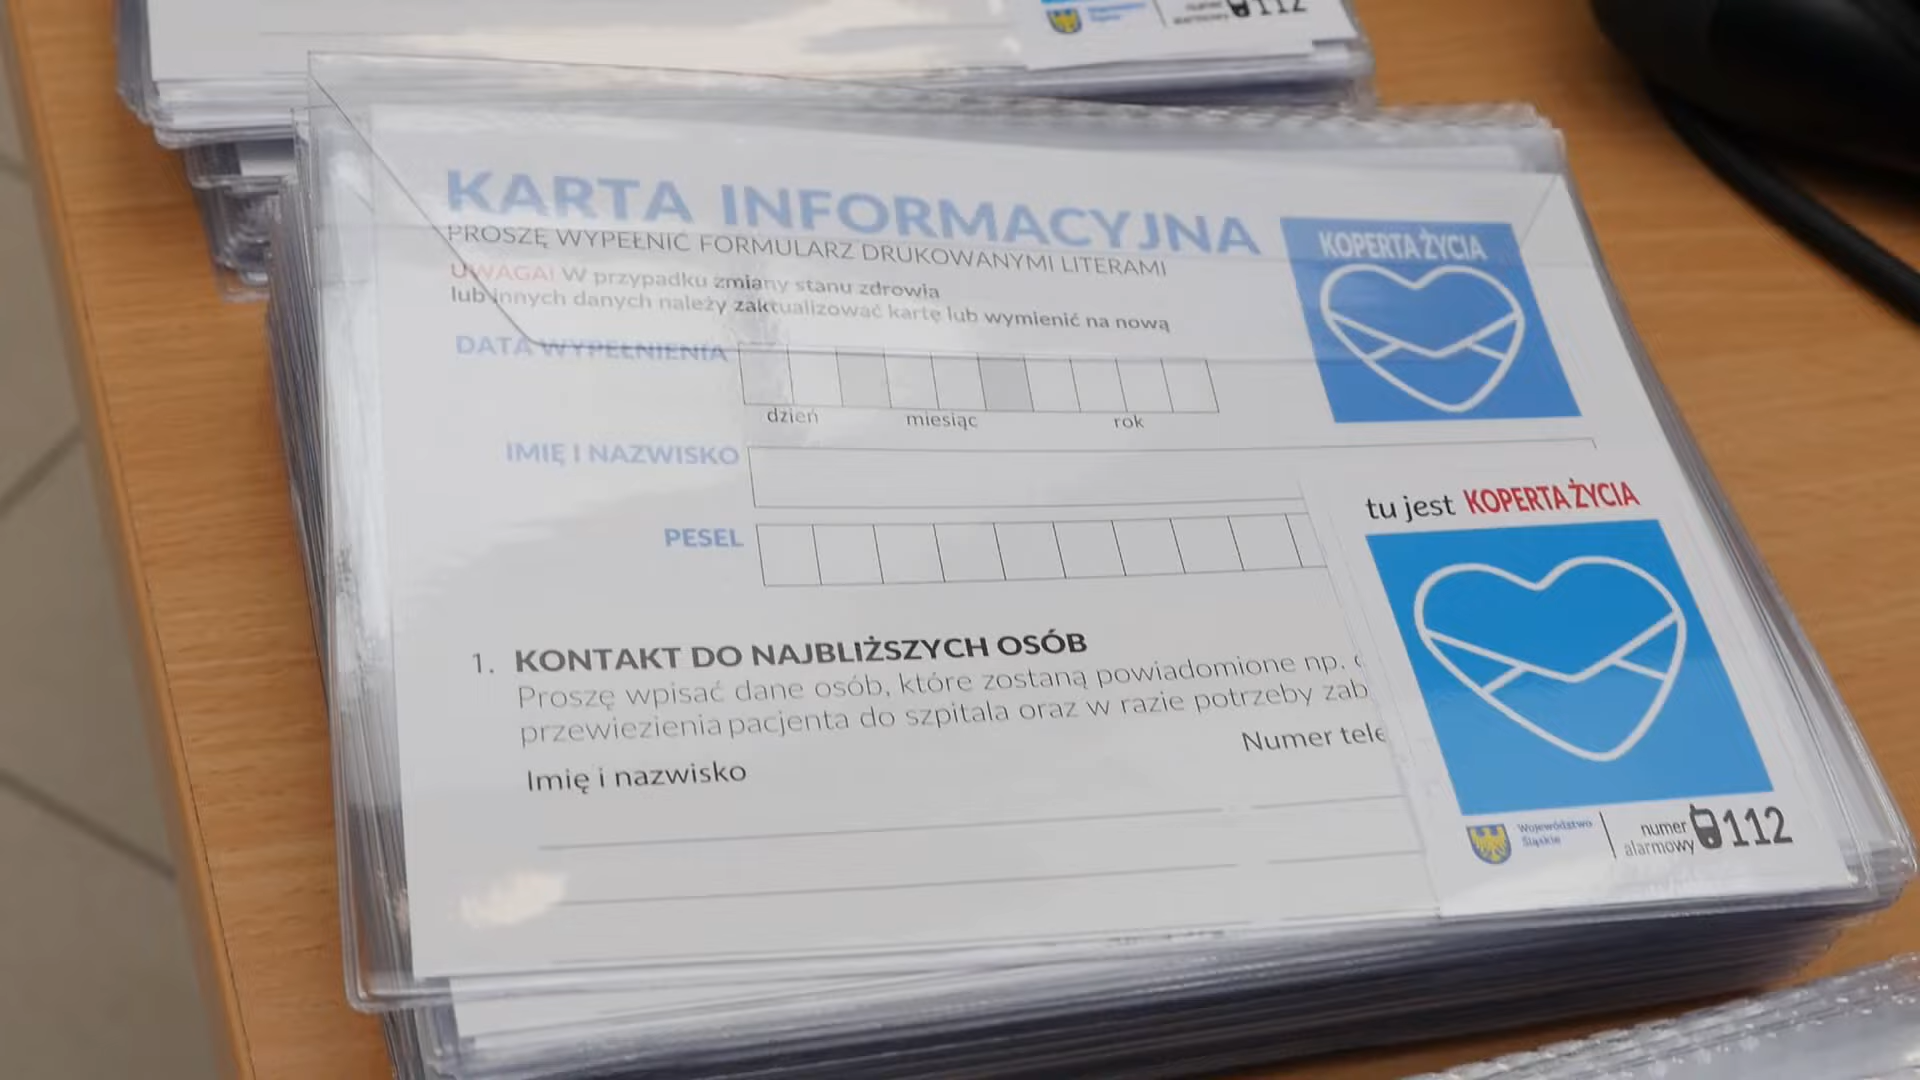 112
KARTA INFORMACYJNA
PROSZĘ WYPEŁNIĆ FORMULARZ DRUKOWANYMI LITERAMI
UWAGA! W przypadku zmiany stanu zdrowia
lub innych danych należy zaktualizować kartę lub wymienić na nową
KOPERTA ŻYCIA
DATA WYPEŁNIENIA
dzień miesiąc rok
IMIĘ I NAZWISKO
PESEL
1. KONTAKT DO NAJBLIŻSZYCH OSÓB
Proszę wpisać dane osób, które zostaną powiadomione np.
przewiezienia pacjenta do szpitala oraz w razie potrzeby zab
Imię i nazwisko Numer tele
tu jest KOPERTA ŻYCIA
Województwo
Śląskie
numer
alarmowy 112